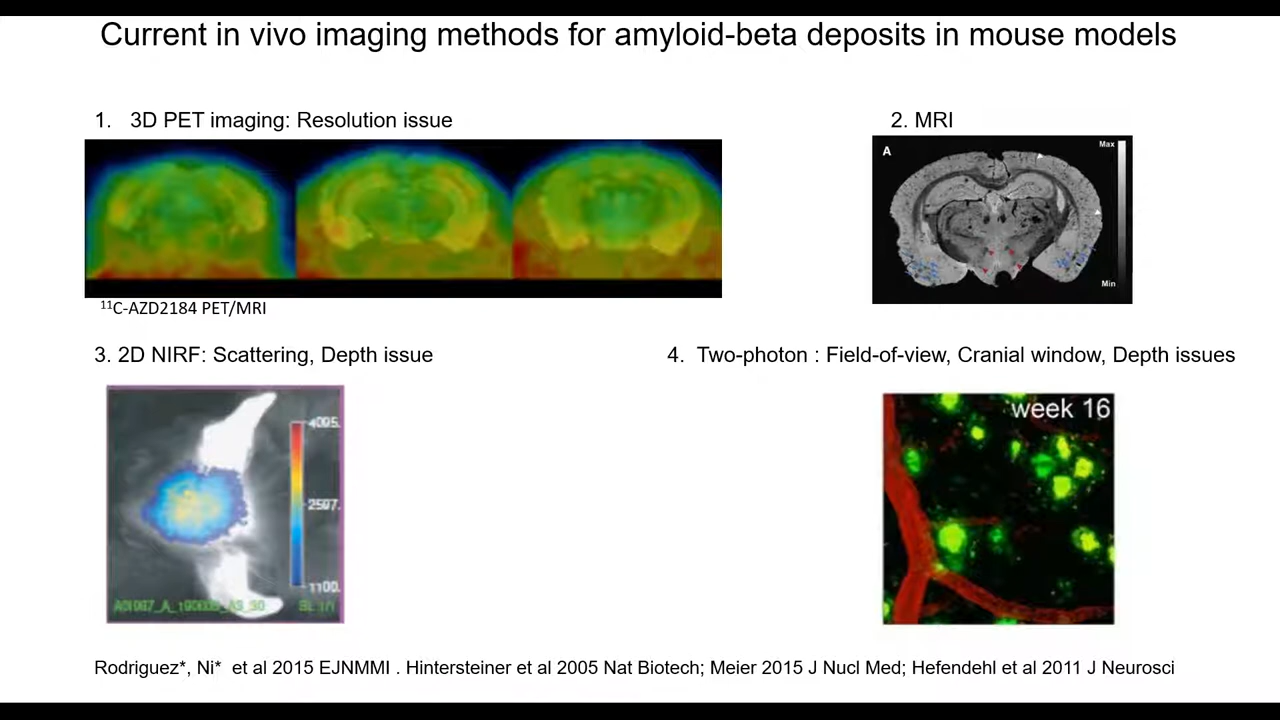 Current in vivo imaging methods for amyloid-beta deposits in mouse models
1. 3D PET imaging: Resolution issue
2. MRI
A
Max
Min
¹¹C-AZD2184 PET/MRI
3. 2D NIRF: Scattering, Depth issue
4. Two-photon : Field-of-view, Cranial window, Depth issues
4095.
2597.
1100.
week 16
Rodriguez*, Ni* et al 2015 EJNMMI . Hintersteiner et al 2005 Nat Biotech; Meier 2015 J Nucl Med; Hefendehl et al 2011 J Neurosci